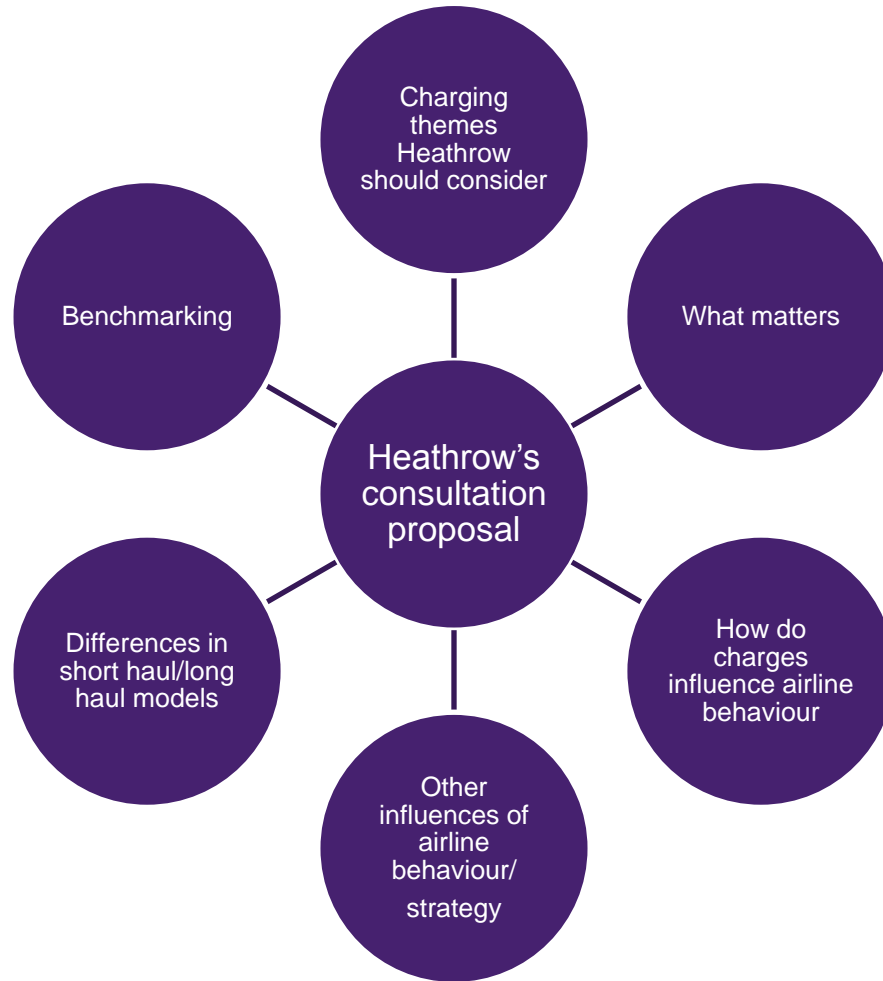 Charging
themes
Heathrow
should consider
Benchmarking
What matters
Heathrow’s
consultation
proposal
Differences in
short haul/long
haul models
How do
charges
influence airline
behaviour
Other
influences of
airline
behaviour/
strategy